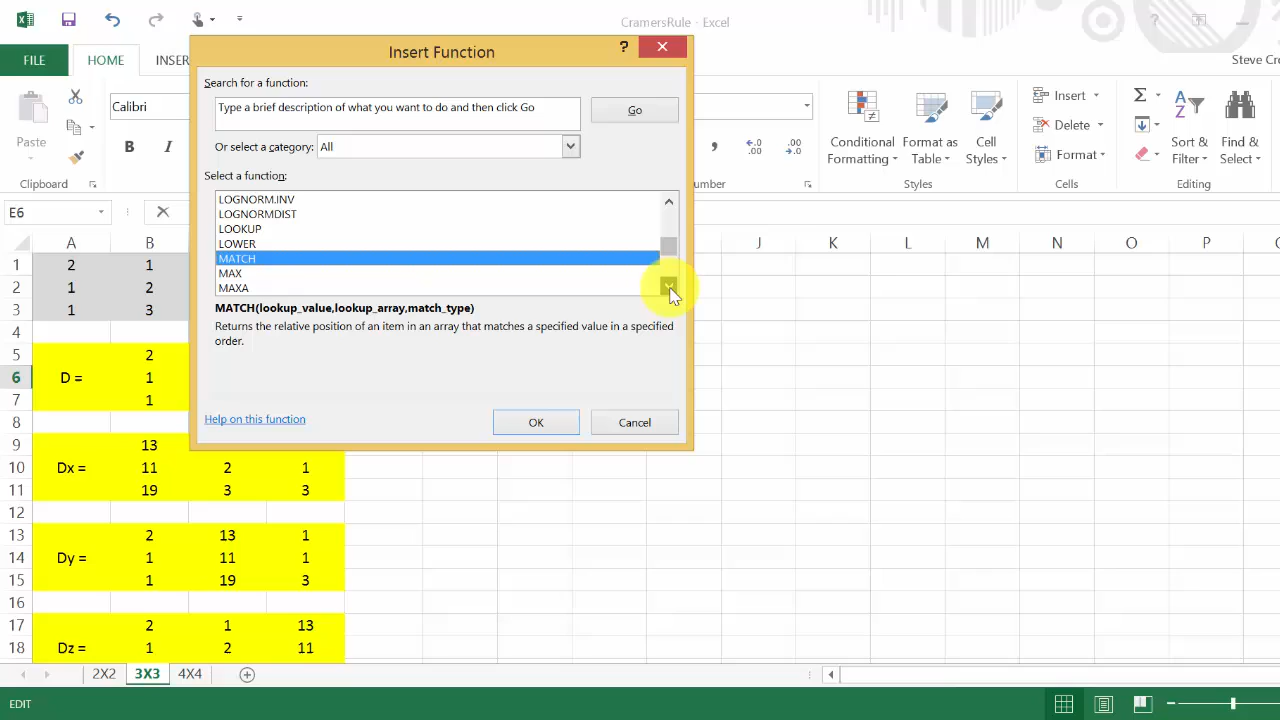 CramersRule - Excel
?
FILE
HOME
INSER
Steve Cr
Insert Function
?
Search for a function:
Type a brief description of what you want to do and then click Go
Go
Or select a category:
All
Select a function:
LOGNORM.INV
LOGNORMDIST
LOOKUP
LOWER
MATCH
MAX
MAXA
MATCH(lookup_value,lookup_array,match_type)
Returns the relative position of an item in an array that matches a specified value in a specified
order.
Help on this function
OK
Cancel
Paste
Clipboard
Calibri
B I
umber
Conditional
Formatting
Format as
Table
Cell
Styles
Styles
Insert
Delete
Format
Cells
Sort &
Filter
Find &
Select
Editing
E6
A B J K L M N O P
1 2 1
2 1 2
3 1 3
4
5 2
6 D = 1
7 1
8
9 13
10 Dx = 11 2 1
11 19 3 3
12
13 2 13 1
14 Dy = 1 11 1
15 1 19 3
16
17 2 1 13
18 Dz = 1 2 11
2X2 3X3 4X4
EDIT